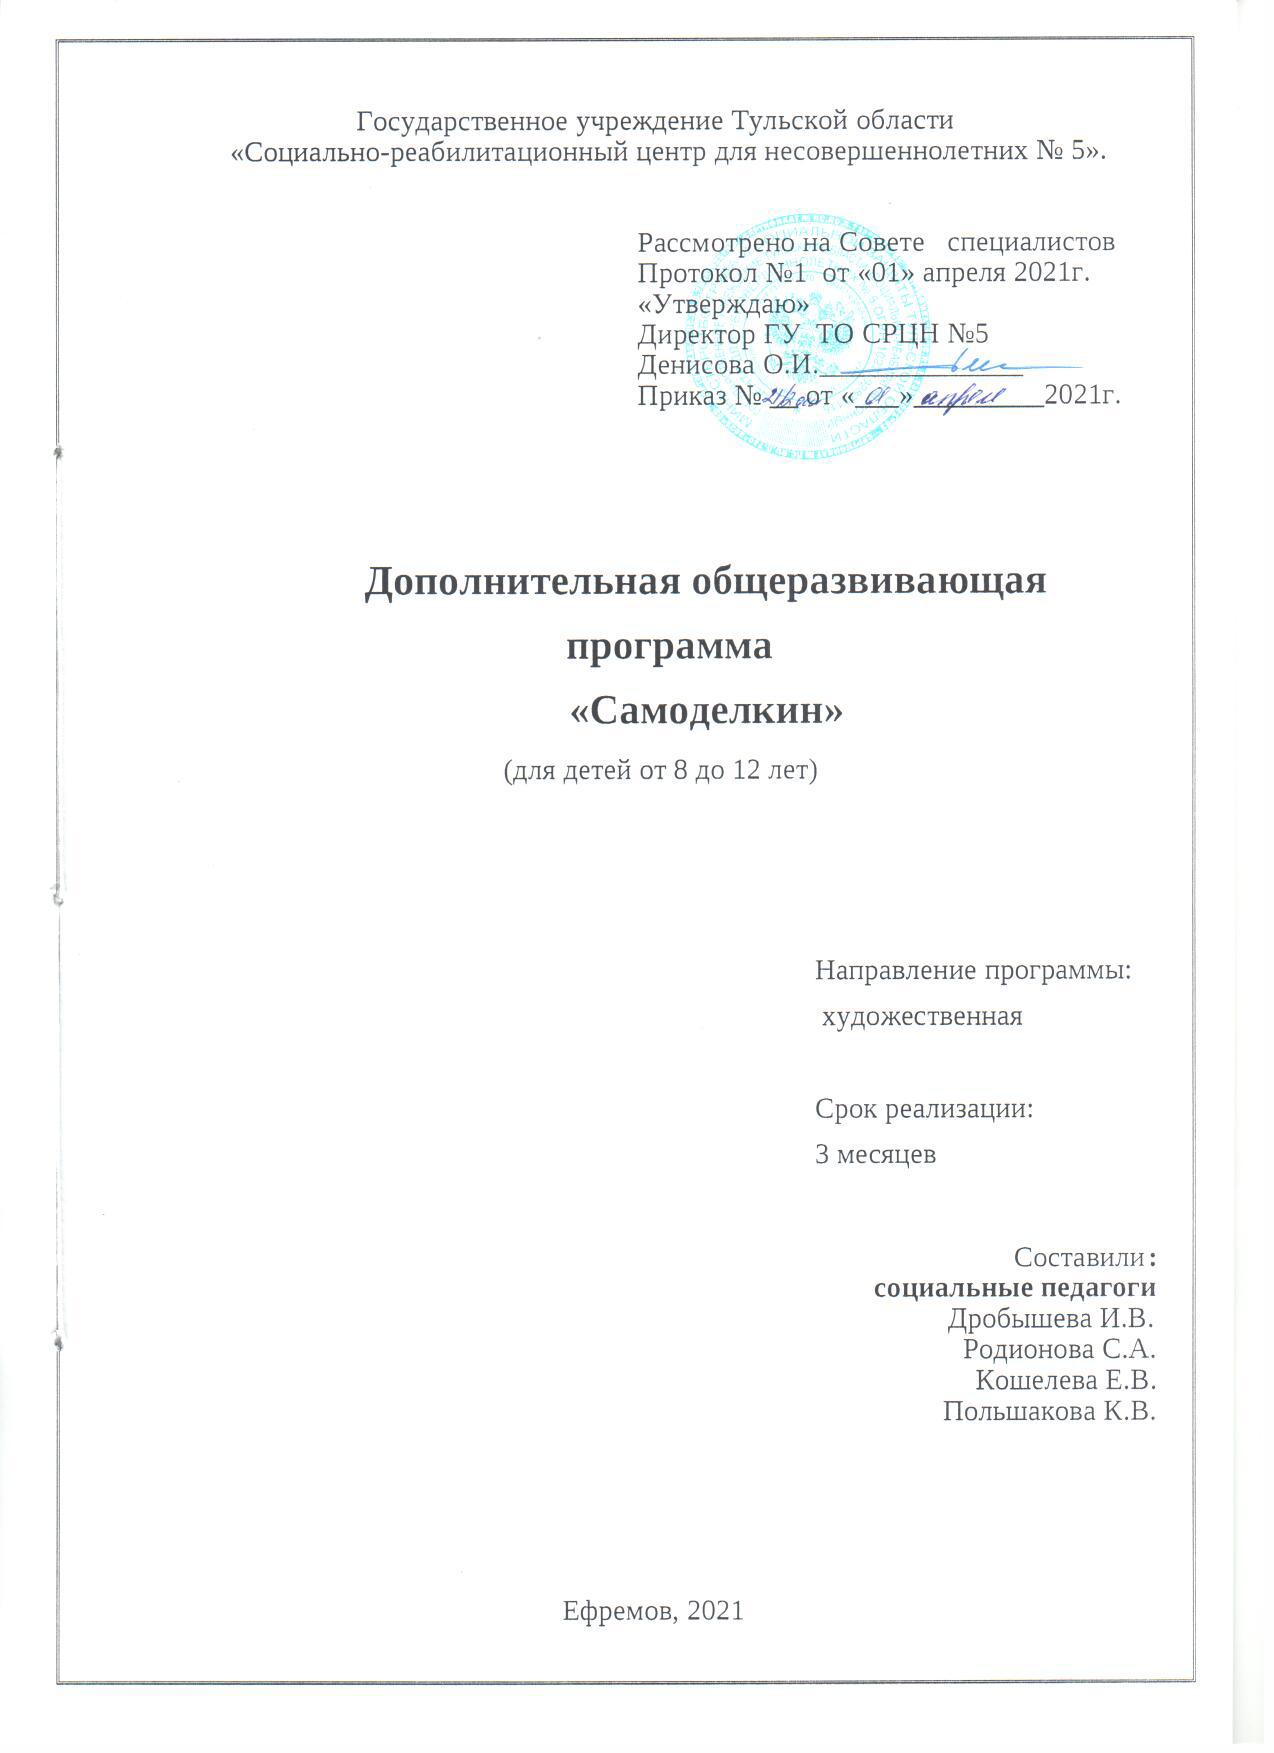 Государственное учреждение Тульской области
«Социально-реабилитационный центр для несовершеннолетних № 5».
Рассмотрено на Совете специалистов
Протокол №1 от «01» апреля 2021г.
«Утверждаю»
Директор ГУ ТО СРЦН №5
Денисова О.И.
Приказ № от «01» апреля 2021г.
Дополнительная общеразвивающая
программа
«Самоделкин»
(для детей от 8 до 12 лет)
Направление программы:
художественная
Срок реализации:
3 месяцев
Составили:
социальные педагоги
Дробышева И.В.
Родионова С.А.
Кошелева Е.В.
Польшакова К.В.
Ефремов, 2021